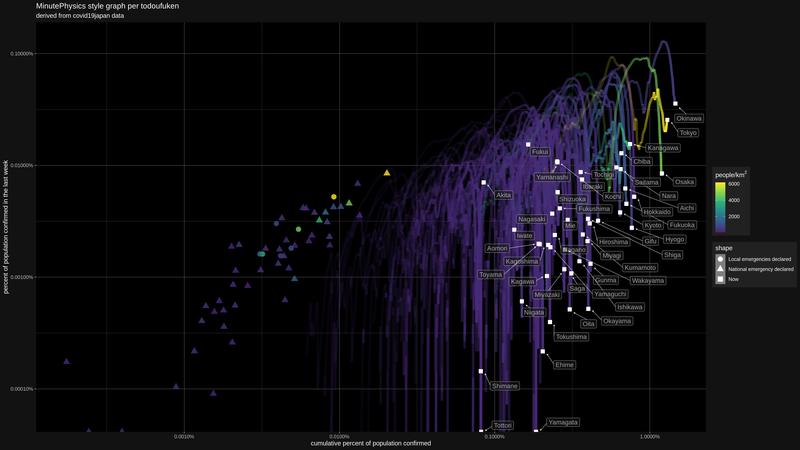 MinutePhysics style graph per todoufuken
derived from covid19japan data
percent of population confirmed in the last week
0.10000%
0.01000%
0.00100%
0.00010%
Okinawa
Tokyo
Kanagawa
Fukui
Chiba
Yamanashi
Tochigi
Ibaraki
Saitama
Osaka
Akita
Kochi
Nara
Shizuoka
Aichi
Fukushima
Hokkaido
Nagasaki
Mie
Kyoto
Fukuoka
Iwate
Hiroshima
Gifu
Hyogo
Aomori
Nagano
Miyagi
Shiga
Kagoshima
Kumamoto
Toyama
Kagawa
Gunma
Wakayama
Saga
Miyazaki
Yamaguchi
Ishikawa
Niigata
Oita
Okayama
Tokushima
Ehime
Shimane
Tottori
Yamagata
0.0010%
0.0100%
0.1000%
1.0000%
cumulative percent of population confirmed
people/km²
6000
4000
2000
shape
Local emergencies declared
National emergency declared
Now